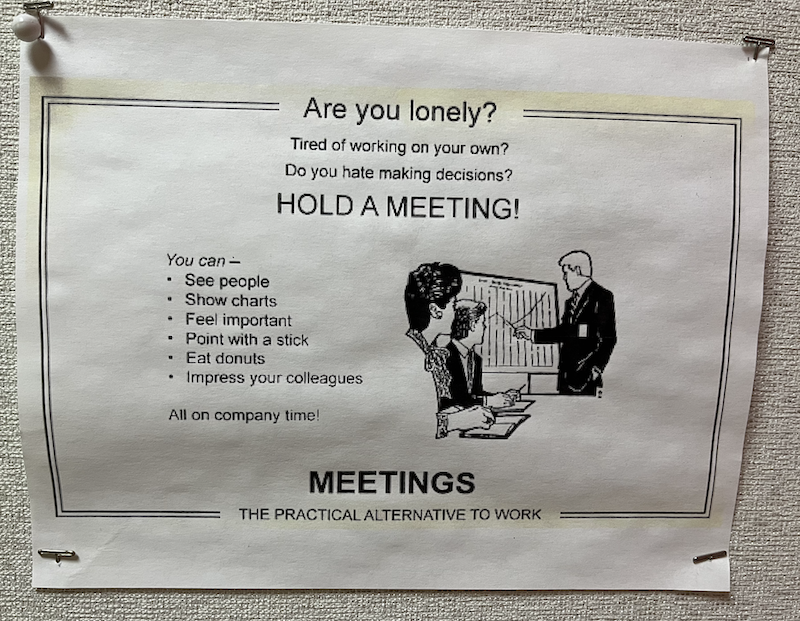 Are you lonely?
Tired of working on your own?
Do you hate making decisions?
HOLD A MEETING!
You can –
• See people
• Show charts
• Feel important
• Point with a stick
• Eat donuts
• Impress your colleagues
All on company time!
MEETINGS
THE PRACTICAL ALTERNATIVE TO WORK